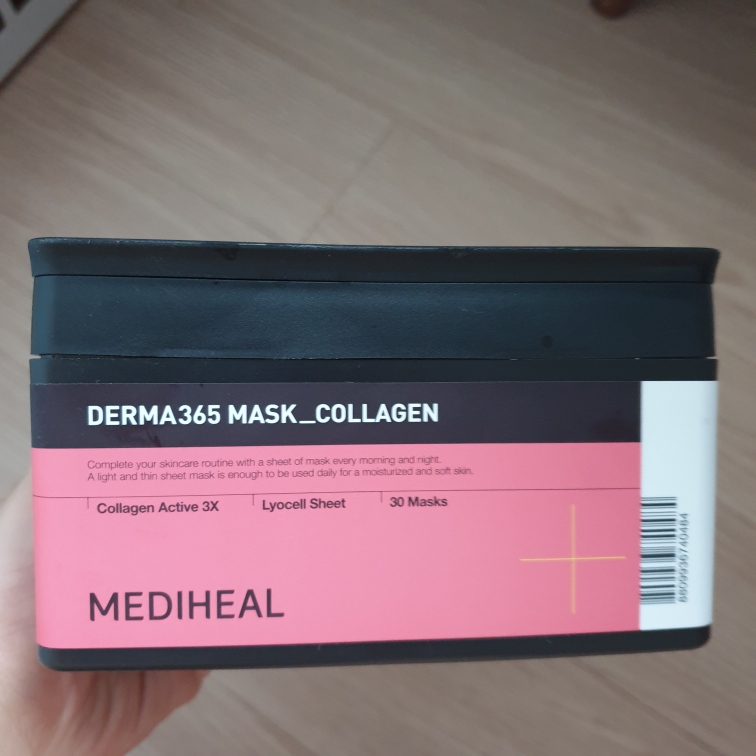 DERMA365 MASK_COLLAGEN
Complete your skincare routine with a sheet of mask every morning and night.
A light and thin sheet mask is enough to be used daily for a moisturized and soft skin.
Collagen Active 3X
Lyocell Sheet
30 Masks
MEDIHEAL
8809936740484